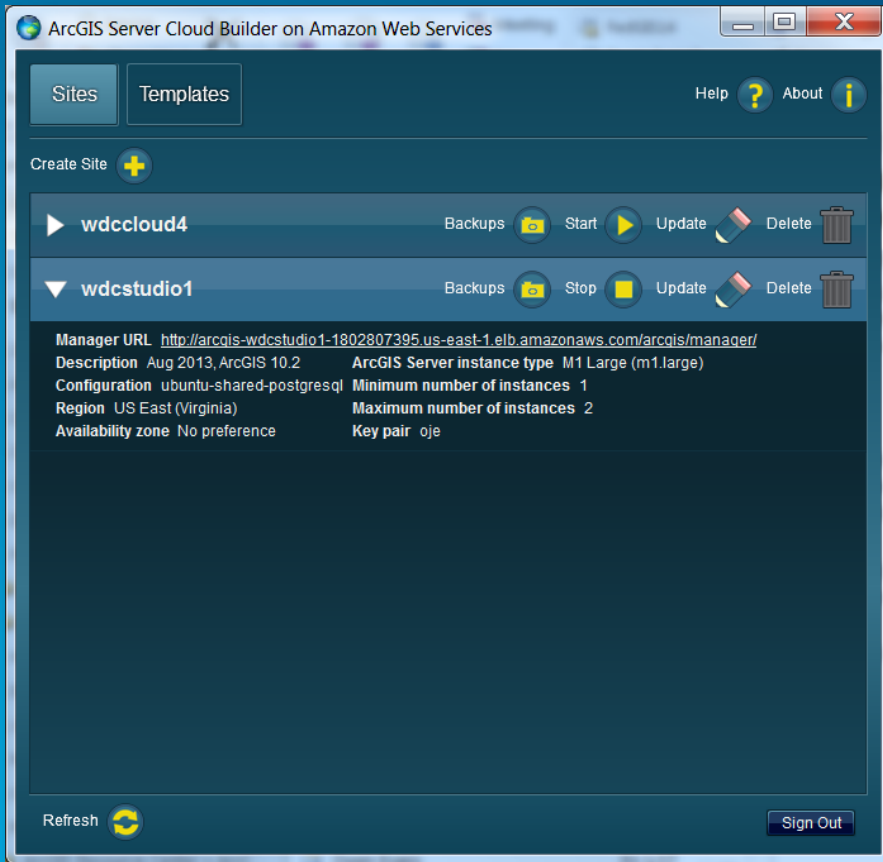 ArcGIS Server Cloud Builder on Amazon Web Services
Sites Templates Help About
Create Site
wdccloud4 Backups Start Update Delete
wdcstudio1 Backups Stop Update Delete
Manager URL http://arcgis-wdcstudio1-1802807395.us-east-1.elb.amazonaws.com/arcgis/manager/
Description Aug 2013, ArcGIS 10.2 ArcGIS Server instance type M1 Large (m1.large)
Configuration ubuntu-shared-postgresql Minimum number of instances 1
Region US East (Virginia) Maximum number of instances 2
Availability zone No preference Key pair oje
Refresh Sign Out